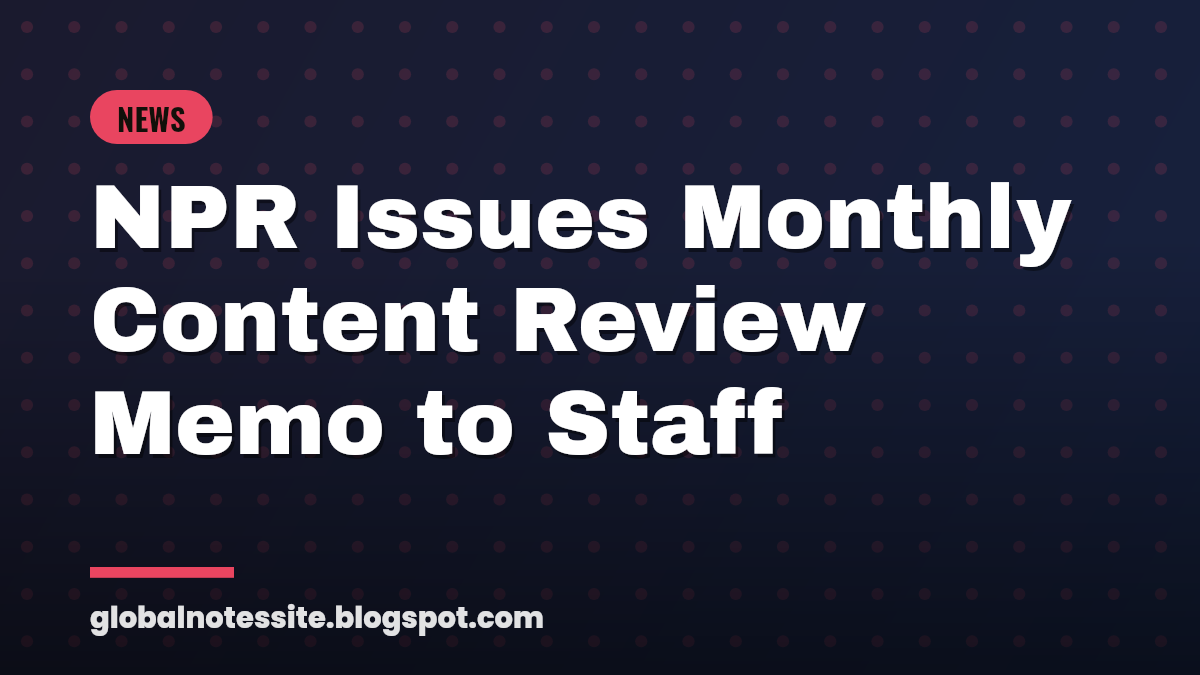 NEWS
NPR Issues Monthly
Content Review
Memo to Staff
globalnotessite.blogspot.com